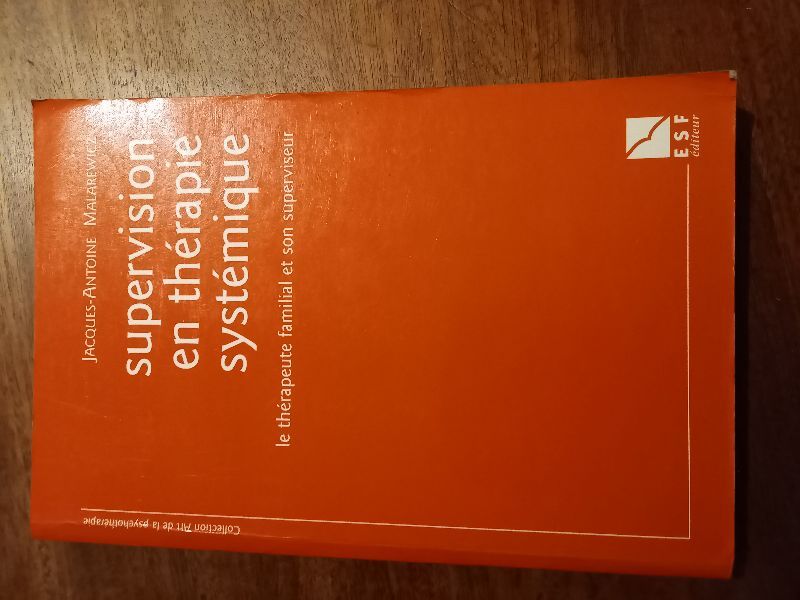 JACQUES-ANTOINE MALAREWICZ
supervision
en thérapie
systémique
le thérapeute familial et son superviseur
Collection Art de la psychothérapie
ESF
éditeur